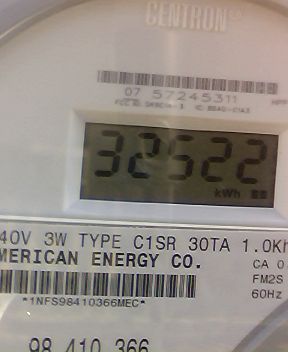 CENTRON®
07 57245311
32522
kWh
40V 3W TYPE C1SR 30TA 1.0Kh
MERICAN ENERGY CO.
CA 0
FM2S
60Hz
*1NFS98410366MEC*
98 410 366